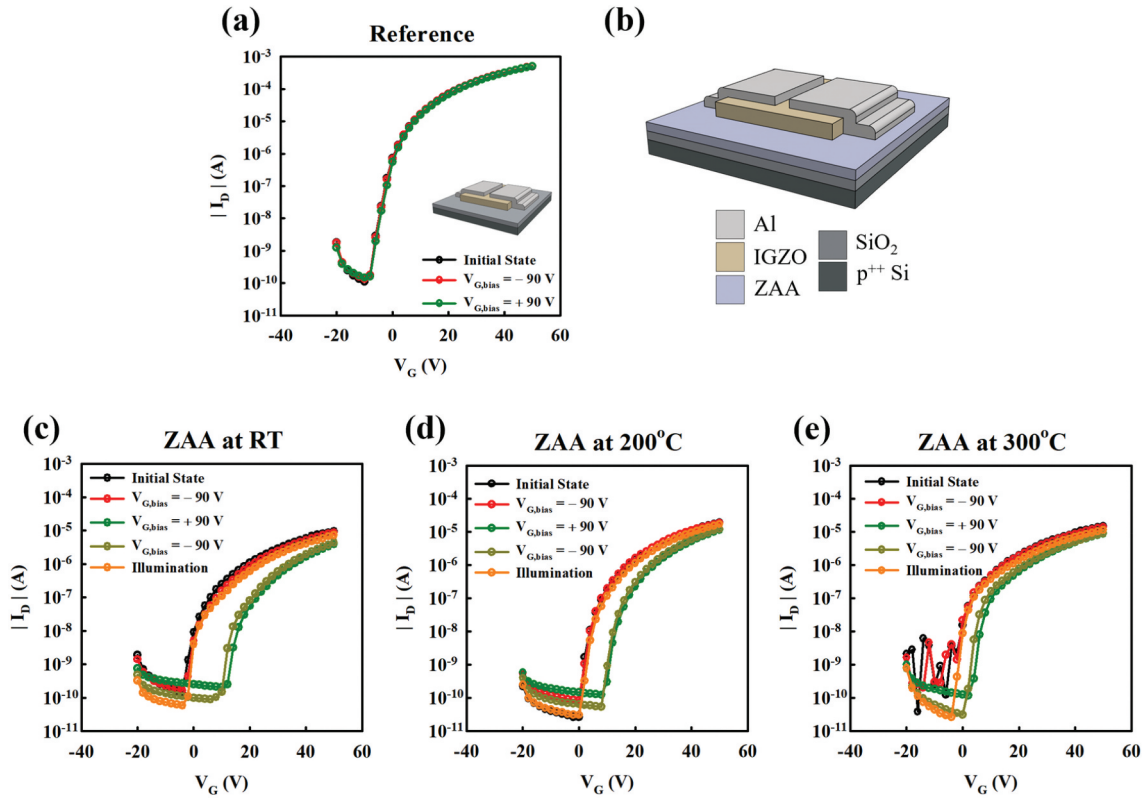 (a)
Reference
| I_D | (A)
10^-3
10^-4
10^-5
10^-6
10^-7
10^-8
10^-9
10^-10
10^-11
Initial State
V_G,bias = − 90 V
V_G,bias = + 90 V
-40 -20 0 20 40 60
V_G (V)
(b)
Al
IGZO
ZAA
SiO_2
p^++ Si
(c)
ZAA at RT
| I_D | (A)
10^-3
10^-4
10^-5
10^-6
10^-7
10^-8
10^-9
10^-10
10^-11
Initial State
V_G,bias = − 90 V
V_G,bias = + 90 V
V_G,bias = − 90 V
Illumination
-40 -20 0 20 40 60
V_G (V)
(d)
ZAA at 200°C
| I_D | (A)
10^-3
10^-4
10^-5
10^-6
10^-7
10^-8
10^-9
10^-10
10^-11
Initial State
V_G,bias = − 90 V
V_G,bias = + 90 V
V_G,bias = − 90 V
Illumination
-40 -20 0 20 40 60
V_G (V)
(e)
ZAA at 300°C
| I_D | (A)
10^-3
10^-4
10^-5
10^-6
10^-7
10^-8
10^-9
10^-10
10^-11
Initial State
V_G,bias = − 90 V
V_G,bias = + 90 V
V_G,bias = − 90 V
Illumination
-40 -20 0 20 40 60
V_G (V)